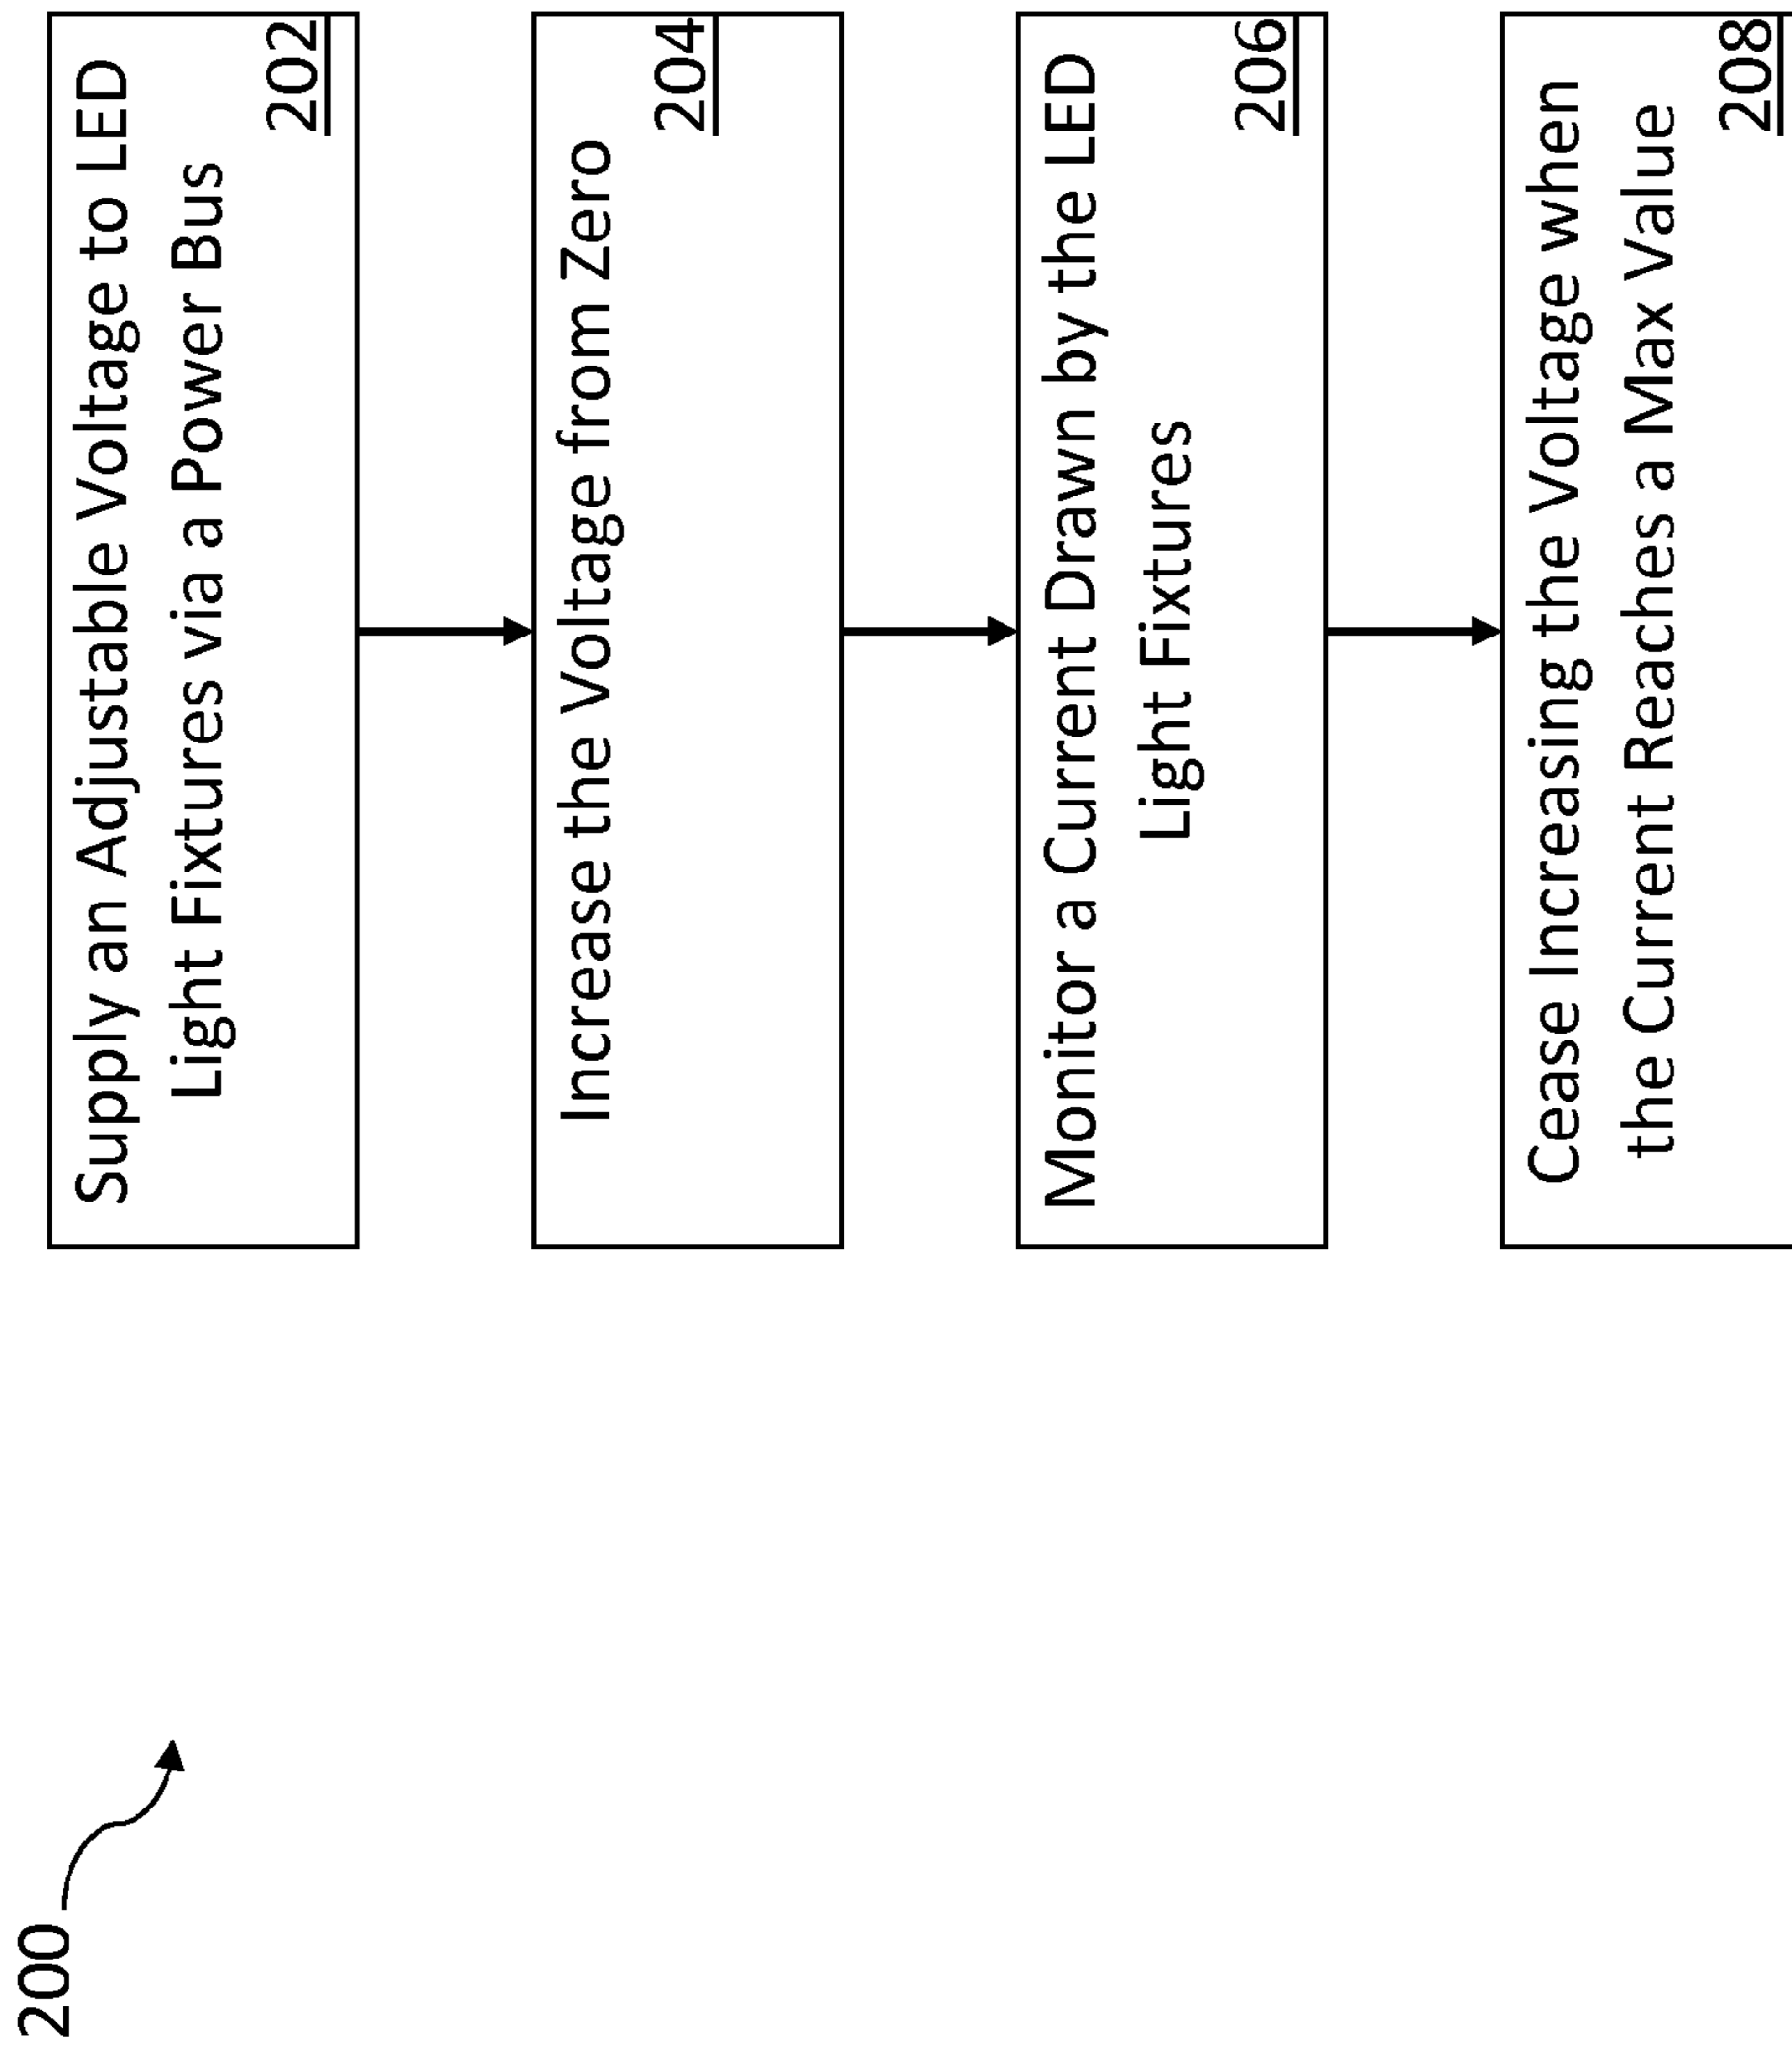 200
Supply an Adjustable Voltage to LED
Light Fixtures via a Power Bus
202
Increase the Voltage from Zero
204
Monitor a Current Drawn by the LED
Light Fixtures
206
Cease Increasing the Voltage when
the Current Reaches a Max Value
208